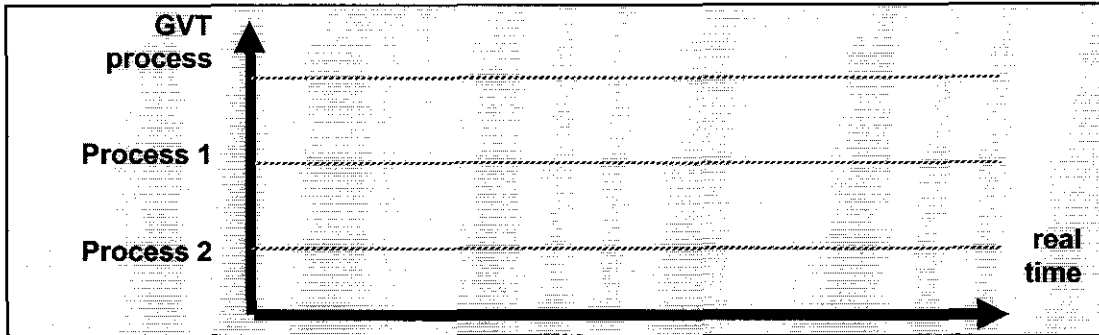 GVT
process
Process 1
Process 2
real
time